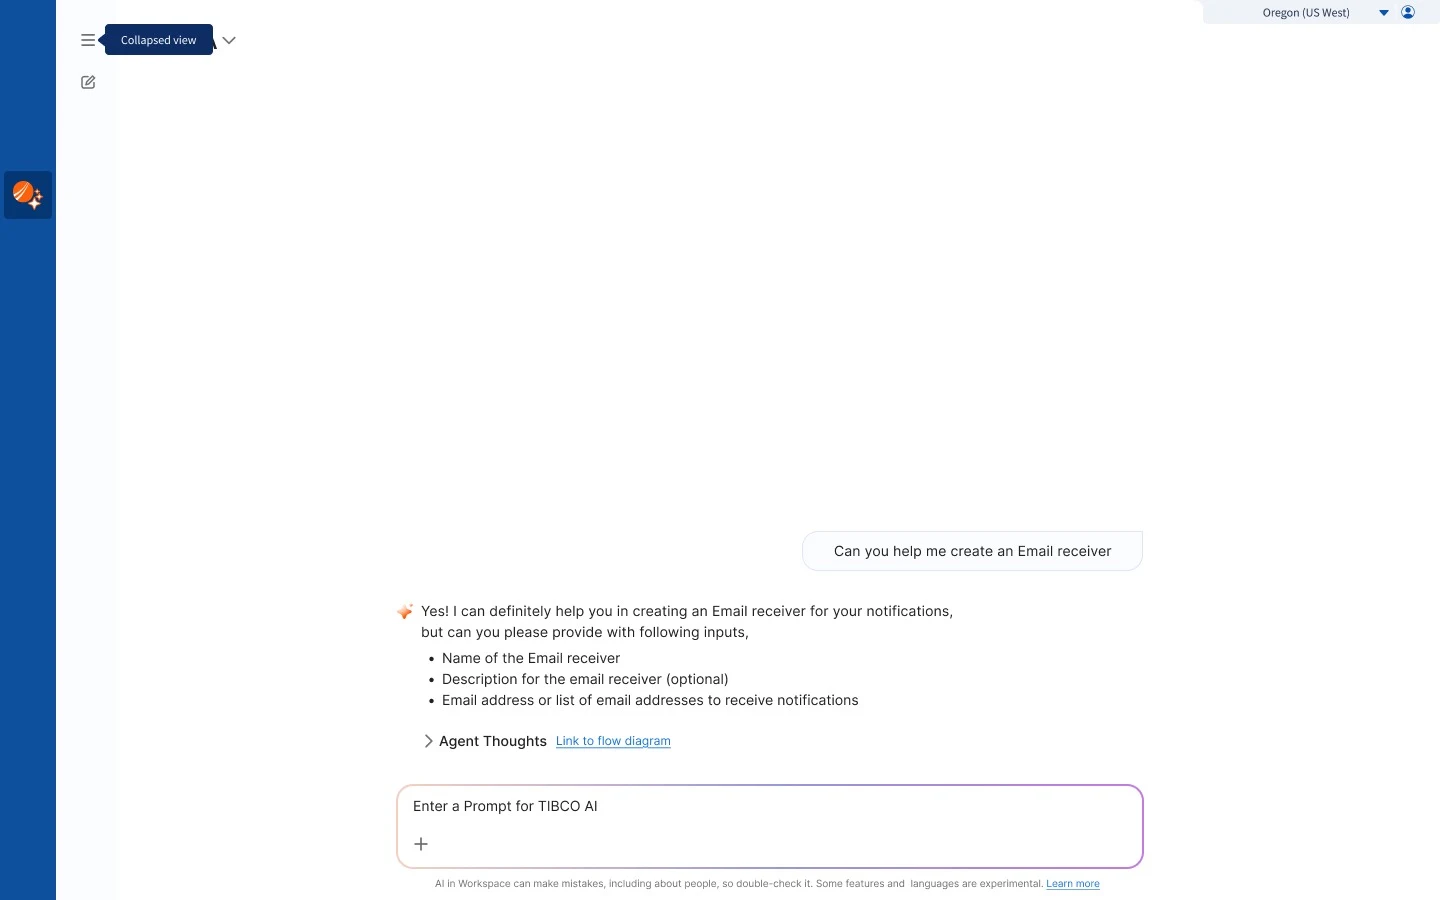 Oregon (US West)
Collapsed view
Can you help me create an Email receiver
Yes! I can definitely help you in creating an Email receiver for your notifications,
but can you please provide with following inputs,
• Name of the Email receiver
• Description for the email receiver (optional)
• Email address or list of email addresses to receive notifications
Agent Thoughts Link to flow diagram
Enter a Prompt for TIBCO AI
AI in Workspace can make mistakes, including about people, so double-check it. Some features and languages are experimental. Learn more